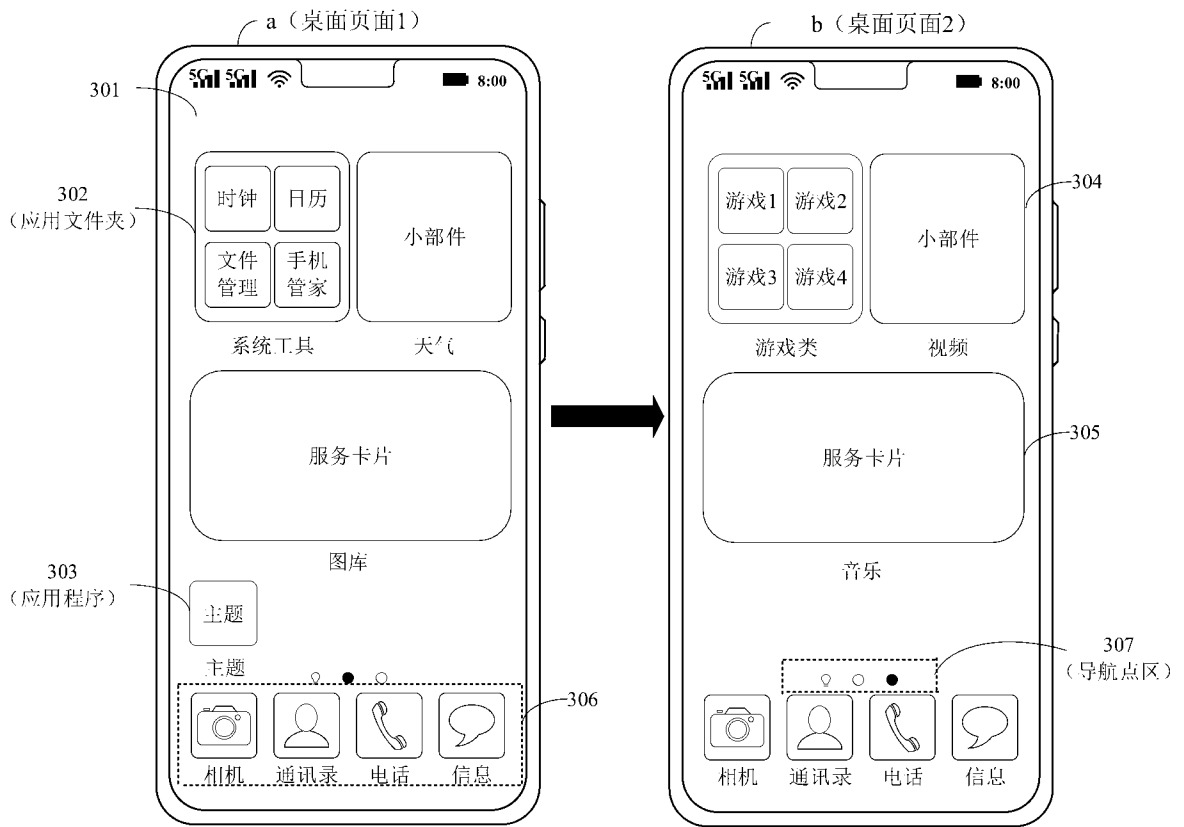 a（桌面页面1）
b（桌面页面2）
5G 5G 8:00
5G 5G 8:00
301
302
（应用文件夹）
时钟 日历
文件管理 手机管家
小部件
系统工具 天气
服务卡片
图库
303
（应用程序）
主题
主题
306
相机 通讯录 电话 信息
304
游戏1 游戏2
游戏3 游戏4
小部件
游戏类 视频
305
服务卡片
音乐
307
（导航点区）
相机 通讯录 电话 信息